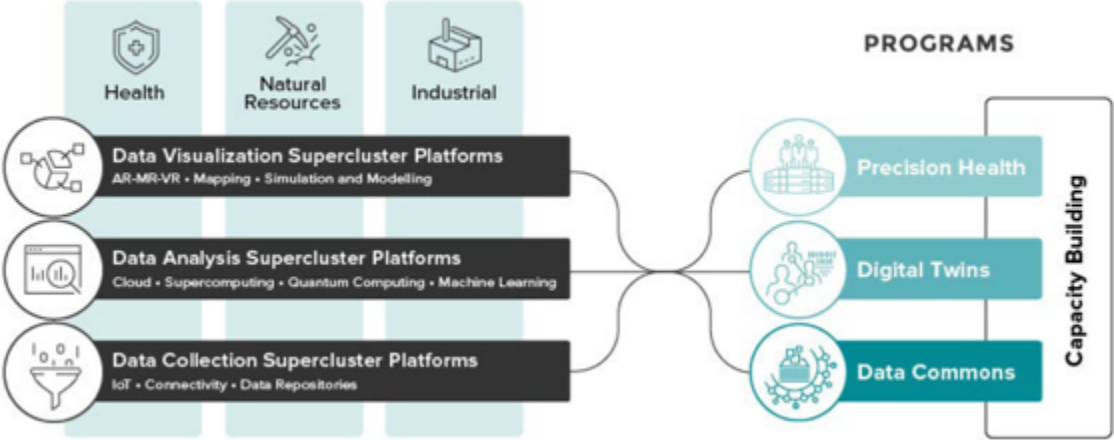 Health
Natural
Resources
Industrial
PROGRAMS
Data Visualization Supercluster Platforms
AR-MR-VR • Mapping • Simulation and Modelling
Data Analysis Supercluster Platforms
Cloud • Supercomputing • Quantum Computing • Machine Learning
Data Collection Supercluster Platforms
IoT • Connectivity • Data Repositories
Precision Health
Digital Twins
Data Commons
Capacity Building